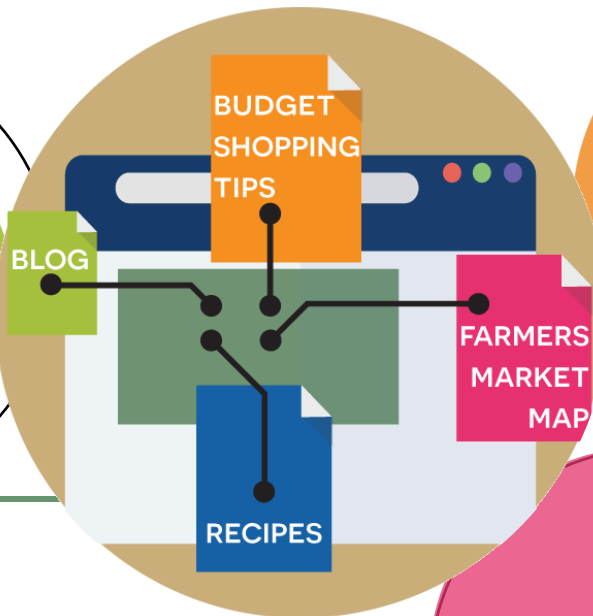 BUDGET
SHOPPING
TIPS
BLOG
FARMERS
MARKET
MAP
RECIPES